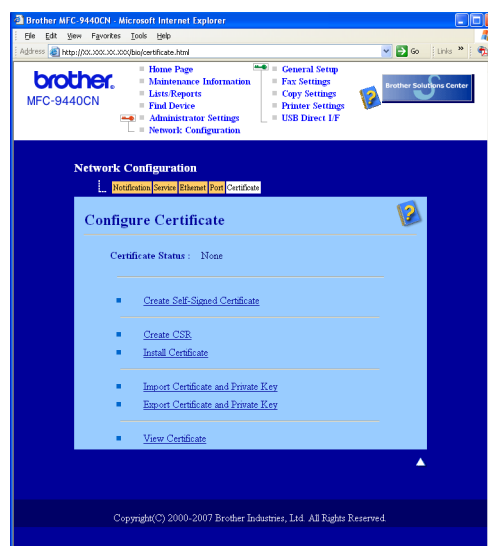 Brother MFC-9440CN - Microsoft Internet Explorer
File Edit View Favorites Tools Help
Address http://XX.XXX.XX.XXX/bio/certificate.html Go Links »
brother.
MFC-9440CN
Home Page
Maintenance Information
Lists/Reports
Find Device
Administrator Settings
Network Configuration
General Setup
Fax Settings
Copy Settings
Printer Settings
USB Direct I/F
Brother Solutions Center
Network Configuration
Notification Service Ethernet Port Certificate
Configure Certificate
Certificate Status : None
Create Self-Signed Certificate
Create CSR
Install Certificate
Import Certificate and Private Key
Export Certificate and Private Key
View Certificate
Copyright(C) 2000-2007 Brother Industries, Ltd. All Rights Reserved.